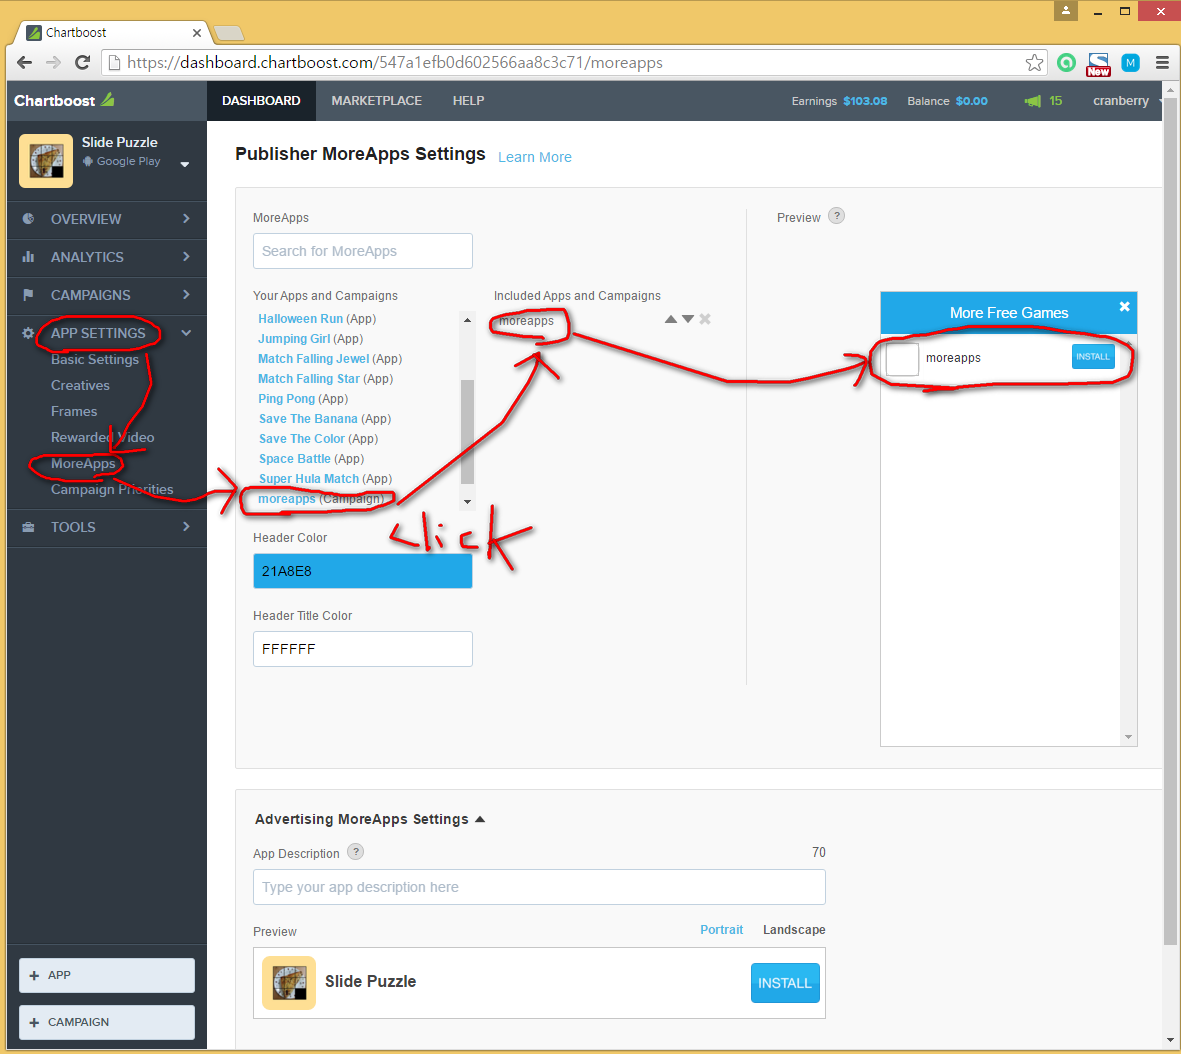 Chartboost
https://dashboard.chartboost.com/547a1efb0d602566aa8c3c71/moreapps
New
M
Chartboost
DASHBOARD
MARKETPLACE
HELP
Earnings $103.08
Balance $0.00
15
cranberry
Slide Puzzle
Google Play
OVERVIEW
ANALYTICS
CAMPAIGNS
APP SETTINGS
Basic Settings
Creatives
Frames
Rewarded Video
MoreApps
Campaign Priorities
TOOLS
+ APP
+ CAMPAIGN
Publisher MoreApps Settings
Learn More
MoreApps
Search for MoreApps
Your Apps and Campaigns
Halloween Run (App)
Jumping Girl (App)
Match Falling Jewel (App)
Match Falling Star (App)
Ping Pong (App)
Save The Banana (App)
Save The Color (App)
Space Battle (App)
Super Hula Match (App)
moreapps (Campaign)
click
Included Apps and Campaigns
moreapps
Header Color
21A8E8
Header Title Color
FFFFFF
Preview ?
More Free Games
moreapps
INSTALL
Advertising MoreApps Settings
App Description ?
70
Type your app description here
Preview
Portrait
Landscape
Slide Puzzle
INSTALL